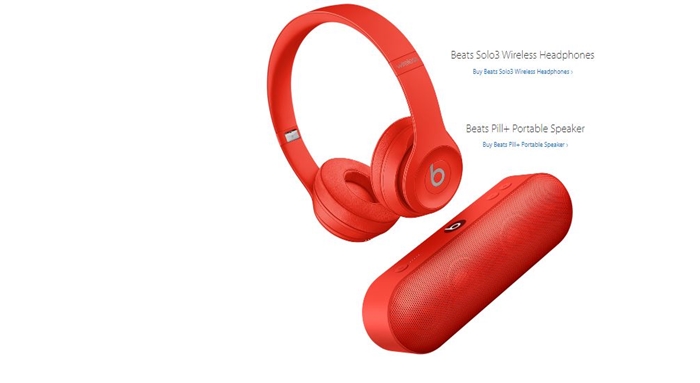 Beats Solo3 Wireless Headphones
Buy Beats Solo3 Wireless Headphones ›
Beats Pill+ Portable Speaker
Buy Beats Pill+ Portable Speaker ›